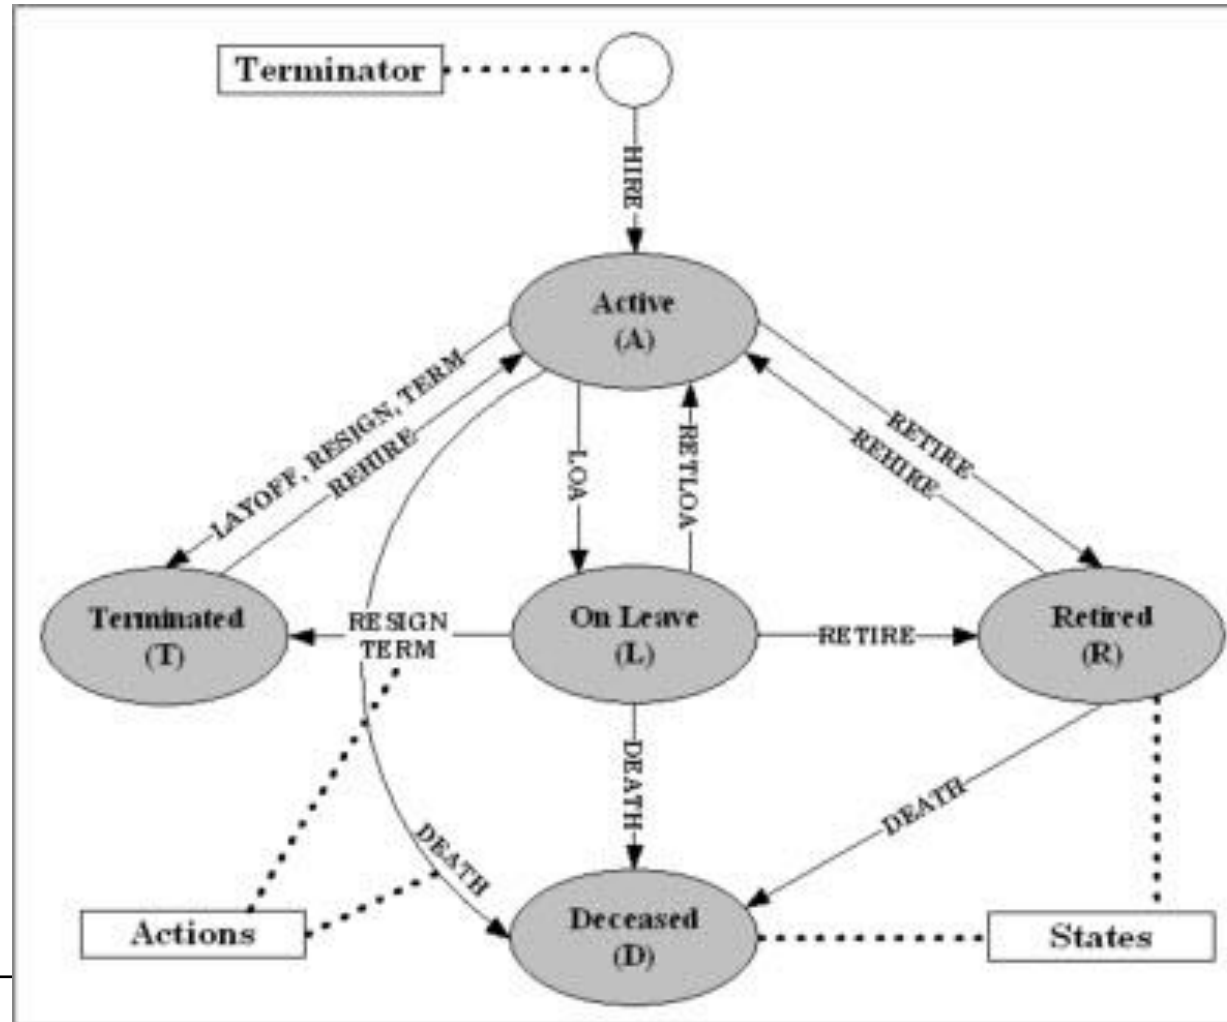 Terminator
HIRE
Active
(A)
LAYOFF, RESIGN, TERM
REHIRE
LOA
RETLOA
RETIRE
REHIRE
Terminated
(T)
RESIGN
TERM
On Leave
(L)
RETIRE
Retired
(R)
DEATH
DEATH
DEATH
Actions
Deceased
(D)
States